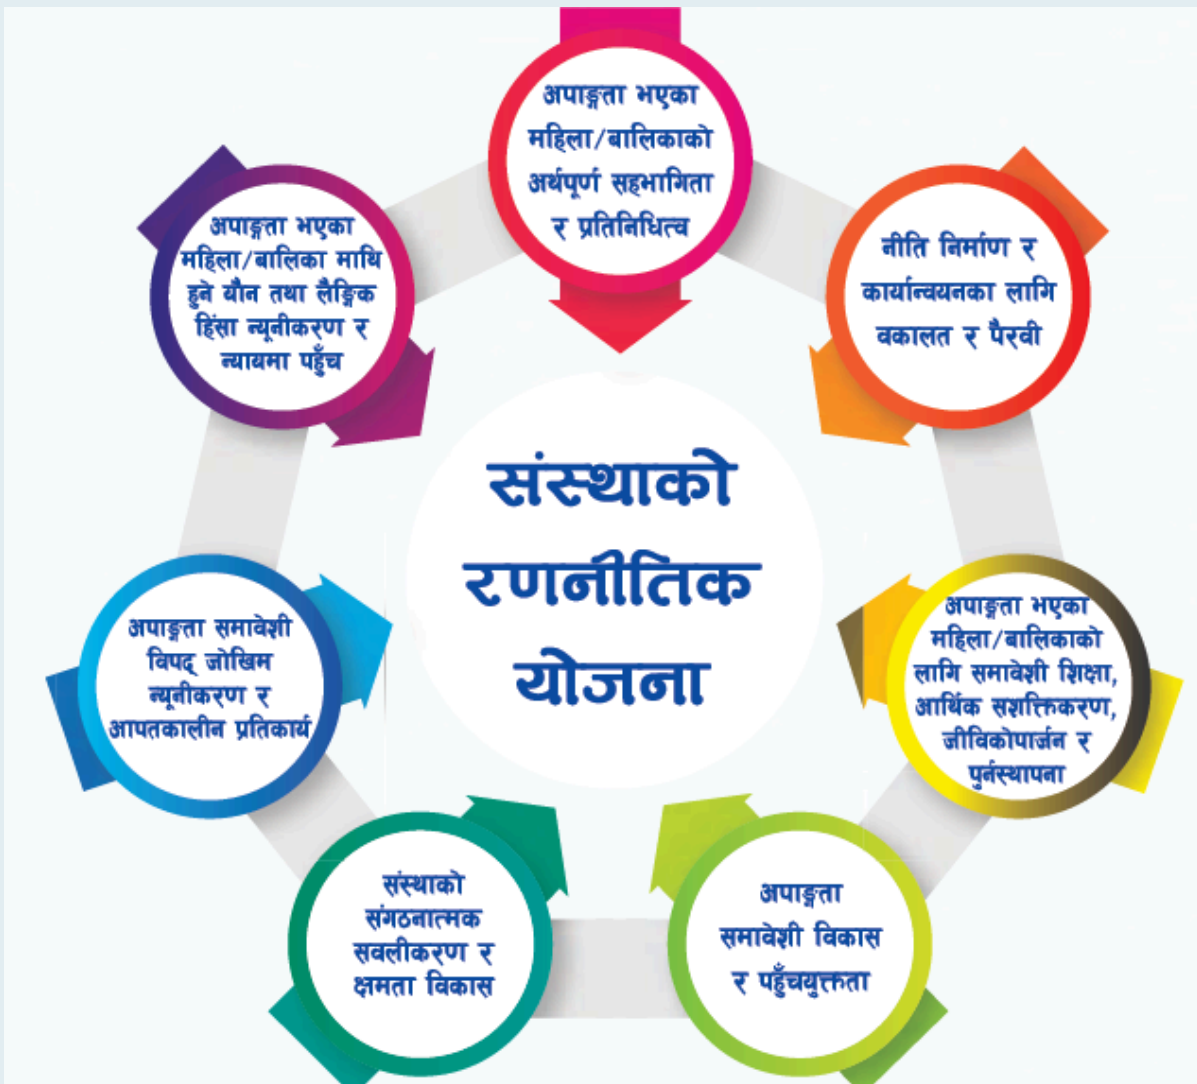 अपाङ्गता भएका
महिला/बालिकाको
अर्थपूर्ण सहभागिता
र प्रतिनिधित्व
नीति निर्माण र
कार्यान्वयनका लागि
वकालत र पैरवी
अपाङ्गता भएका
महिला/बालिकाको
लागि समावेशी शिक्षा,
आर्थिक सशक्तिकरण,
जीविकोपार्जन र
पुर्नस्थापना
अपाङ्गता
समावेशी विकास
र पहुँचयुक्तता
संस्थाको
संगठनात्मक
सवलीकरण र
क्षमता विकास
अपाङ्गता समावेशी
विपद् जोखिम
न्यूनीकरण र
आपतकालीन प्रतिकार्य
अपाङ्गता भएका
महिला/बालिका माथि
हुने यौन तथा लैङ्गिक
हिंसा न्यूनीकरण र
न्यायमा पहुँच
संस्थाको
रणनीतिक
योजना